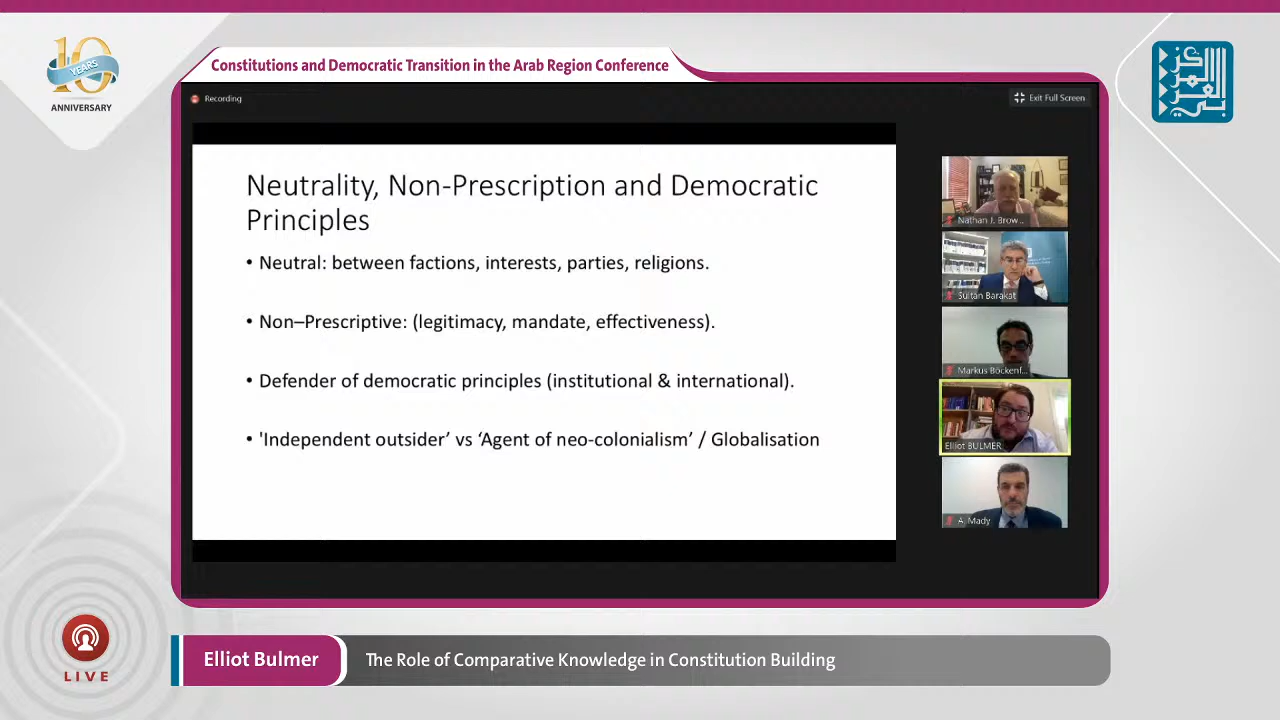 10
YEARS
ANNIVERSARY
Constitutions and Democratic Transition in the Arab Region Conference
المركز العربي
Recording
Exit Full Screen
Neutrality, Non-Prescription and Democratic
Principles
• Neutral: between factions, interests, parties, religions.
• Non–Prescriptive: (legitimacy, mandate, effectiveness).
• Defender of democratic principles (institutional & international).
• 'Independent outsider’ vs ‘Agent of neo-colonialism’ / Globalisation
Nathan J. Brow...
Sultan Barakat
Markus Böckenf...
Elliot BULMER
A. Mady
LIVE
Elliot Bulmer
The Role of Comparative Knowledge in Constitution Building